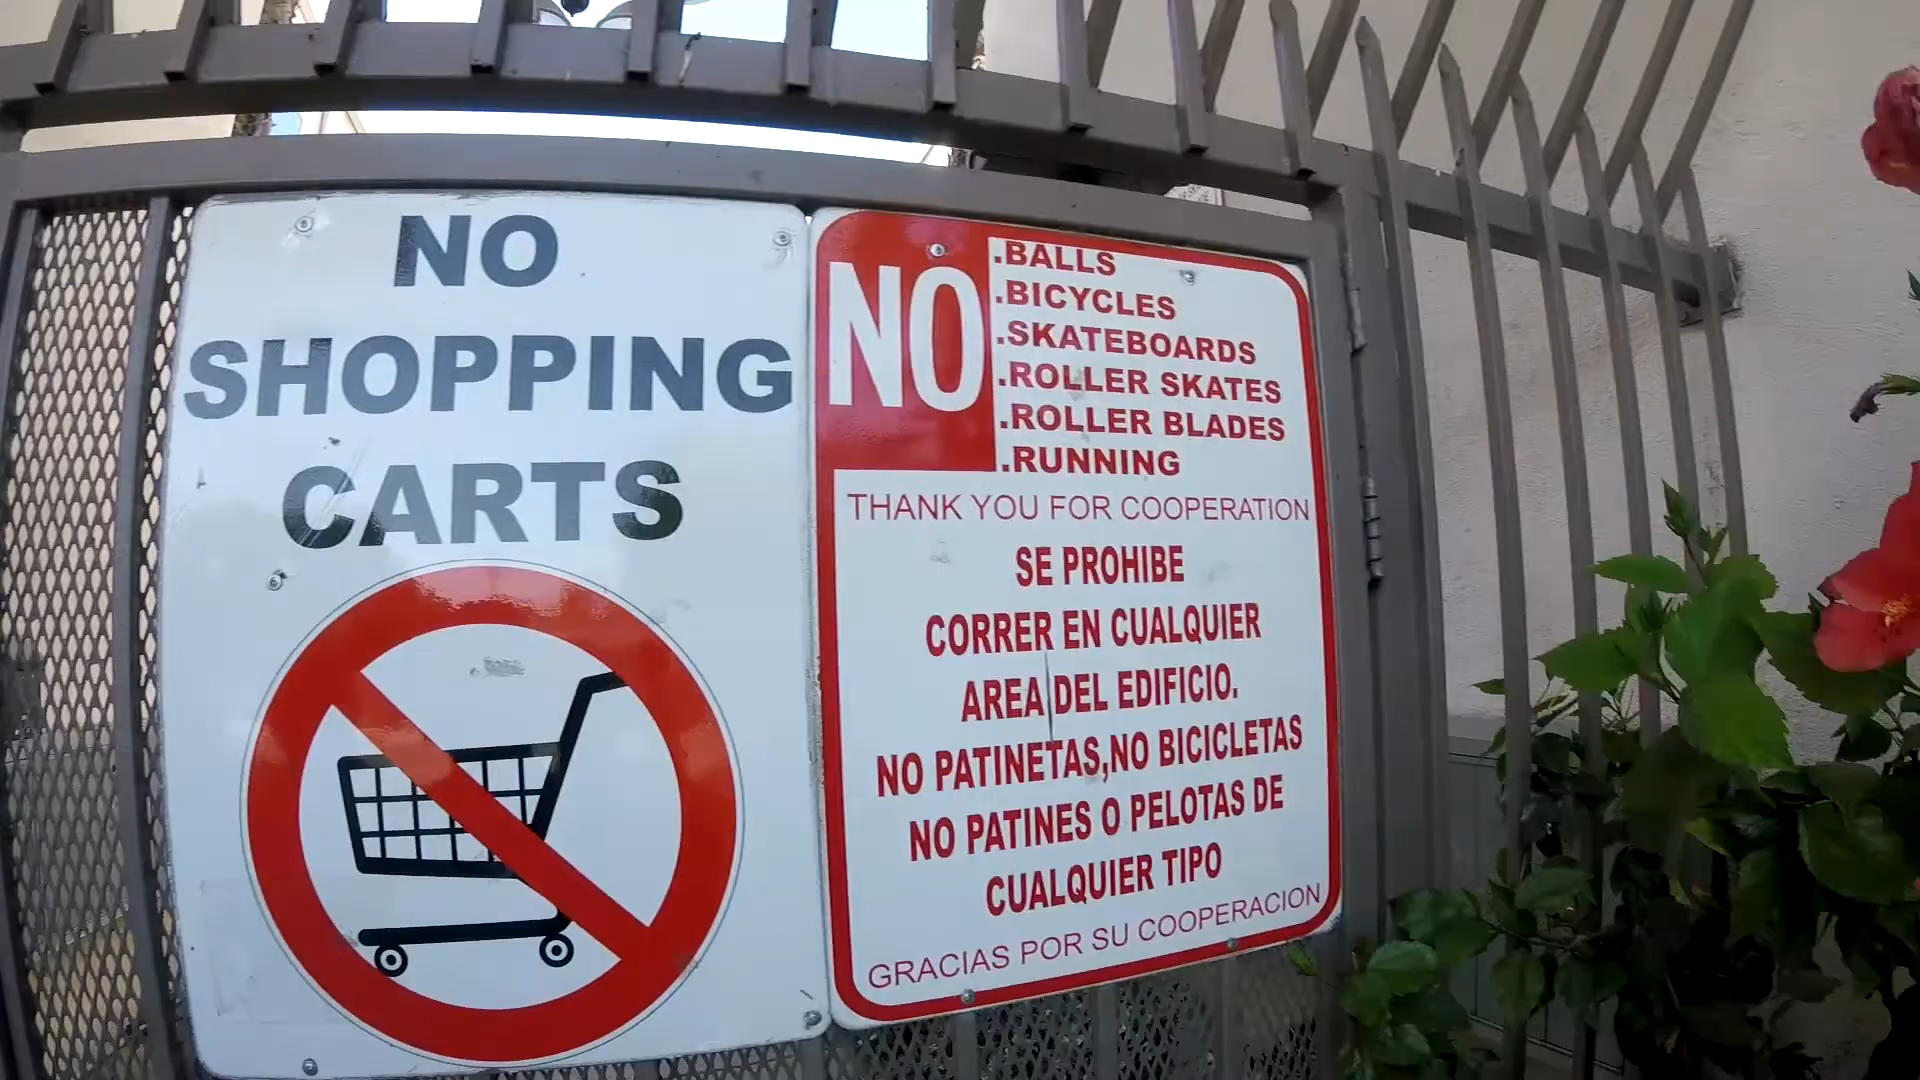 NO
SHOPPING
CARTS
NO
.BALLS
.BICYCLES
.SKATEBOARDS
.ROLLER SKATES
.ROLLER BLADES
.RUNNING
THANK YOU FOR COOPERATION
SE PROHIBE
CORRER EN CUALQUIER
AREA DEL EDIFICIO.
NO PATINETAS,NO BICICLETAS
NO PATINES O PELOTAS DE
CUALQUIER TIPO
GRACIAS POR SU COOPERACION